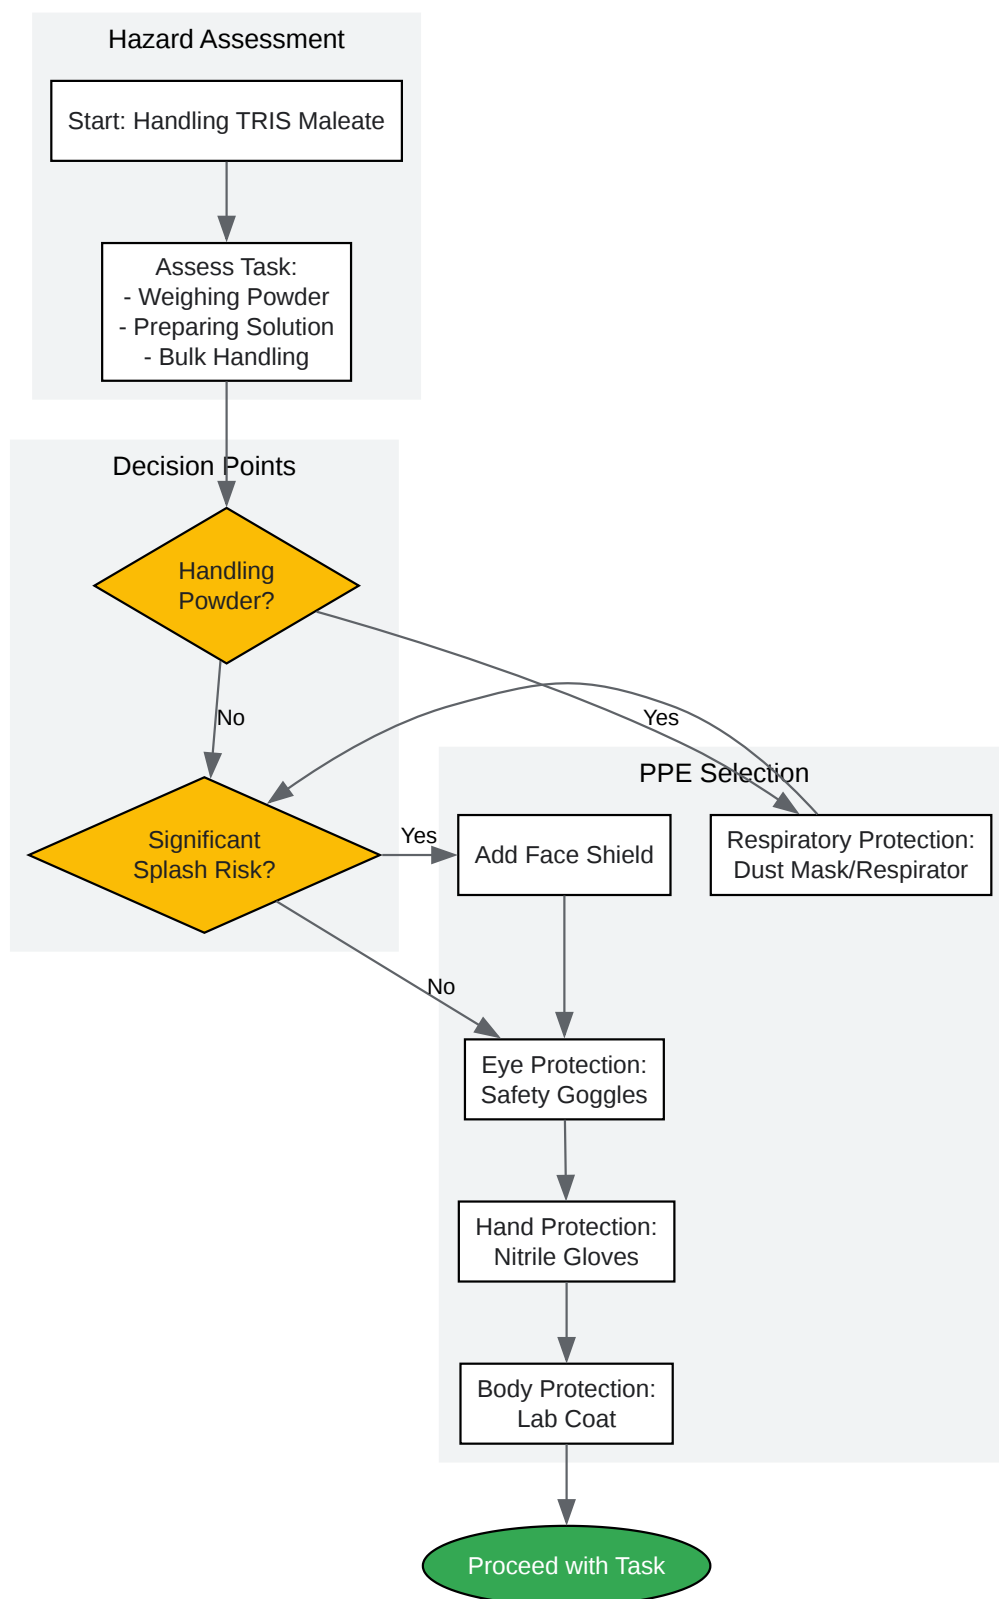 Hazard Assessment
Start: Handling TRIS Maleate
Assess Task:
- Weighing Powder
- Preparing Solution
- Bulk Handling
Decision Points
Handling
Powder?
No
Yes
PPE Selection
Significant
Splash Risk?
Yes
Add Face Shield
Respiratory Protection:
Dust Mask/Respirator
No
Eye Protection:
Safety Goggles
Hand Protection:
Nitrile Gloves
Body Protection:
Lab Coat
Proceed with Task